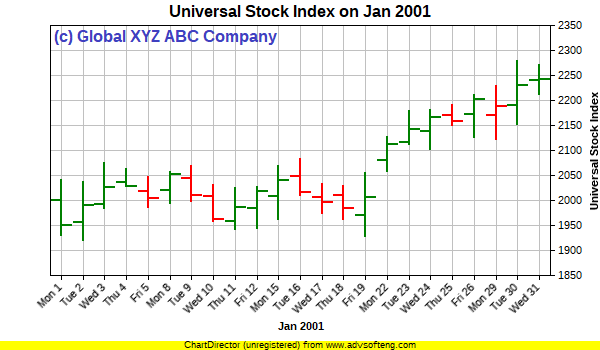 Universal Stock Index on Jan 2001
(c) Global XYZ ABC Company
2350
2300
2250
2200
2150
2100
2050
2000
1950
1900
1850
Universal Stock Index
Mon 1
Tue 2
Wed 3
Thu 4
Fri 5
Mon 8
Tue 9
Wed 10
Thu 11
Fri 12
Mon 15
Tue 16
Wed 17
Thu 18
Fri 19
Mon 22
Tue 23
Wed 24
Thu 25
Fri 26
Mon 29
Tue 30
Wed 31
Jan 2001
ChartDirector (unregistered) from www.advsofteng.com